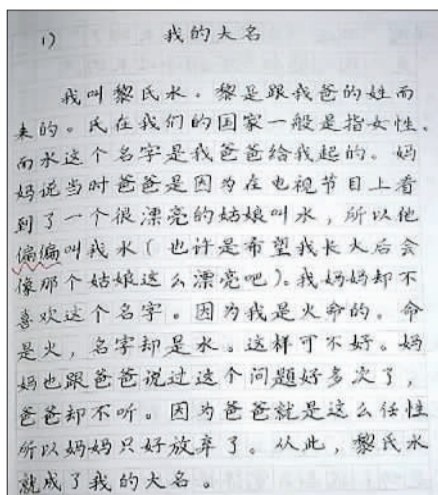 1) 我的大名
我叫黎氏水。黎是跟我爸的姓而
来的。氏在我们的国家一般是指女性。
而水这个名字是我爸爸给我起的。妈
妈说当时爸爸是因为在电视节目上看
到了一个很漂亮的姑娘叫水，所以他
偏偏叫我水(也许是希望我长大后会
像那个姑娘这么漂亮吧)。我妈妈却不
喜欢这个名字。因为我是火命的。命
是火，名字却是水。这样可不好。妈
妈也跟爸爸说过这个问题好多次了，
爸爸却不听。因为爸爸就是这么任性
所以妈妈只好放弃了。从此，黎氏水
就成了我的大名。